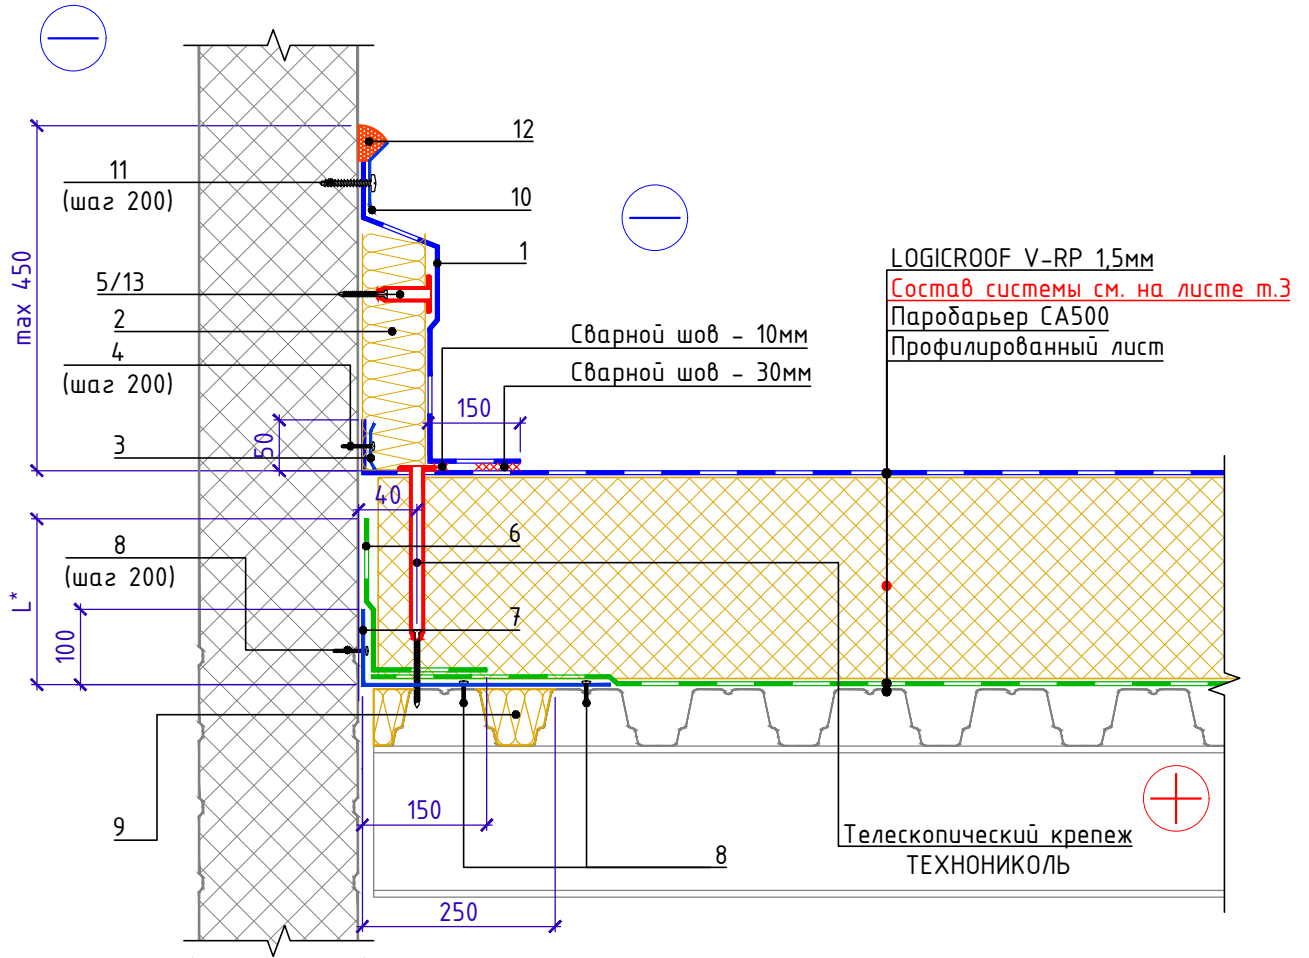 12
11
(шаг 200)
10
1
5/13
2
4
(шаг 200)
3
max 450
50
150
Сварной шов - 10мм
Сварной шов - 30мм
LOGICROOF V-RP 1,5мм
Состав системы см. на листе т.3
Паробарьер СА500
Профилированный лист
40
6
8
(шаг 200)
7
L*
100
9
150
8
250
Телескопический крепеж
ТЕХНОНИКОЛЬ